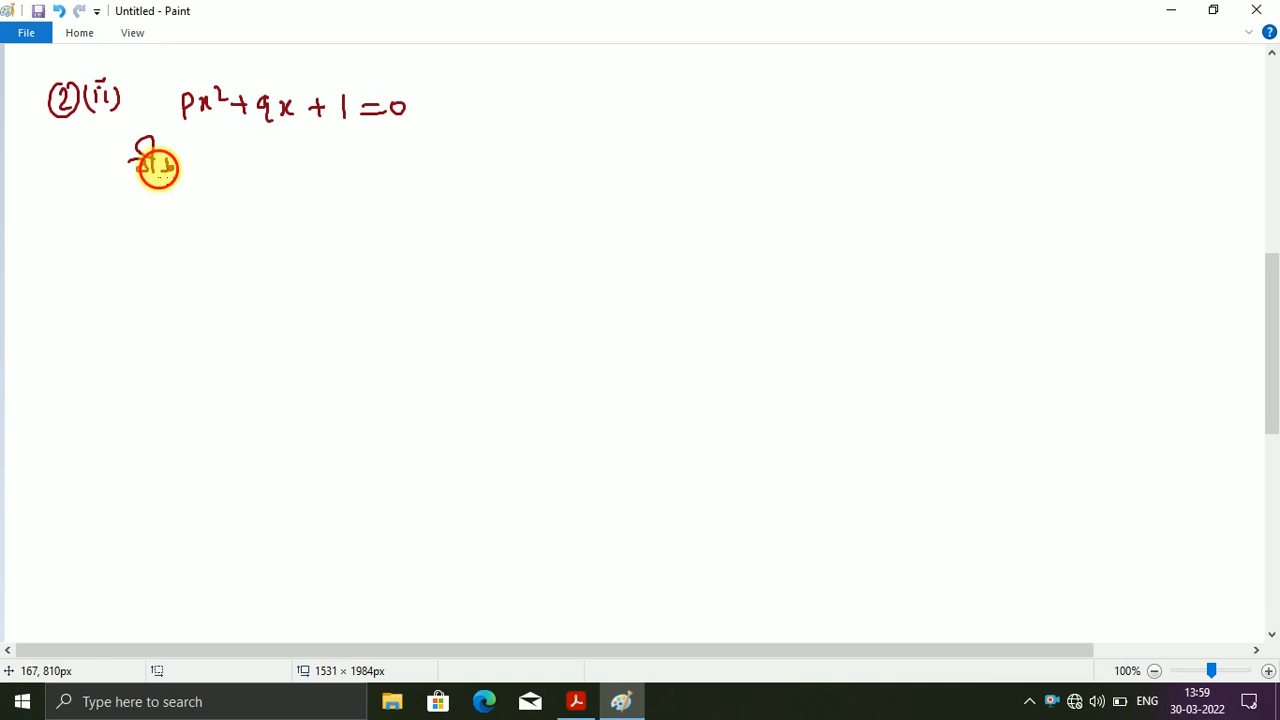 Untitled - Paint
File Home View
②(ii) px²+qx+1=0
167, 810px 1531 × 1984px 100%
Type here to search
ENG
13:59
30-03-2022